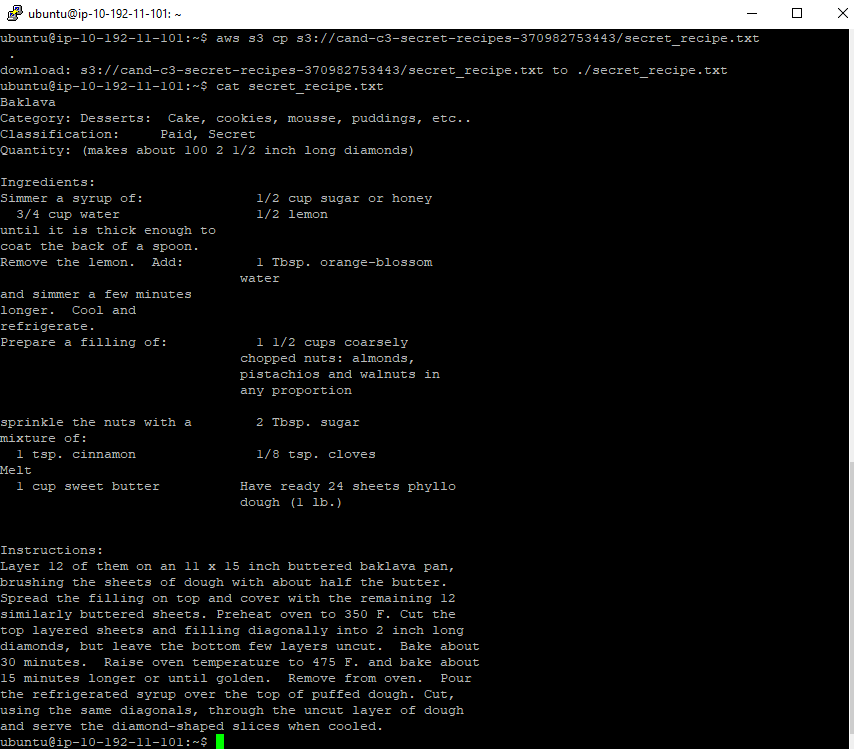 ubuntu@ip-10-192-11-101: ~
ubuntu@ip-10-192-11-101:~$ aws s3 cp s3://cand-c3-secret-recipes-370982753443/secret_recipe.txt
.
download: s3://cand-c3-secret-recipes-370982753443/secret_recipe.txt to ./secret_recipe.txt
ubuntu@ip-10-192-11-101:~$ cat secret_recipe.txt
Baklava
Category: Desserts:  Cake, cookies, mousse, puddings, etc..
Classification:     Paid, Secret
Quantity: (makes about 100 2 1/2 inch long diamonds)
Ingredients:
Simmer a syrup of:              1/2 cup sugar or honey
  3/4 cup water                 1/2 lemon
until it is thick enough to
coat the back of a spoon.
Remove the lemon.  Add:         1 Tbsp. orange-blossom
                              water
and simmer a few minutes
longer.  Cool and
refrigerate.
Prepare a filling of:           1 1/2 cups coarsely
                              chopped nuts: almonds,
                              pistachios and walnuts in
                              any proportion
sprinkle the nuts with a        2 Tbsp. sugar
mixture of:
  1 tsp. cinnamon               1/8 tsp. cloves
Melt
  1 cup sweet butter          Have ready 24 sheets phyllo
                              dough (1 lb.)
Instructions:
Layer 12 of them on an 11 x 15 inch buttered baklava pan,
brushing the sheets of dough with about half the butter.
Spread the filling on top and cover with the remaining 12
similarly buttered sheets. Preheat oven to 350 F. Cut the
top layered sheets and filling diagonally into 2 inch long
diamonds, but leave the bottom few layers uncut.  Bake about
30 minutes.  Raise oven temperature to 475 F. and bake about
15 minutes longer or until golden.  Remove from oven.  Pour
the refrigerated syrup over the top of puffed dough. Cut,
using the same diagonals, through the uncut layer of dough
and serve the diamond-shaped slices when cooled.
ubuntu@ip-10-192-11-101:~$